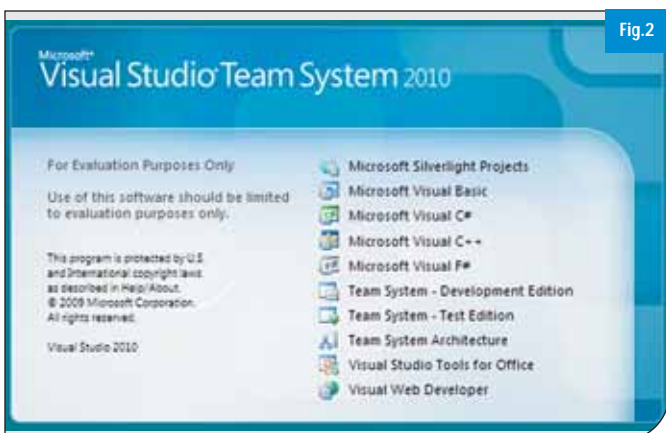 Fig.2
Microsoft®
Visual Studio Team System 2010
For Evaluation Purposes Only
Use of this software should be limited
to evaluation purposes only.
This program is protected by U.S.
and International copyright laws
as described in Help/About.
© 2009 Microsoft Corporation.
All rights reserved.
Visual Studio 2010
Microsoft Silverlight Projects
Microsoft Visual Basic
Microsoft Visual C#
Microsoft Visual C++
Microsoft Visual F#
Team System - Development Edition
Team System - Test Edition
Team System Architecture
Visual Studio Tools for Office
Visual Web Developer